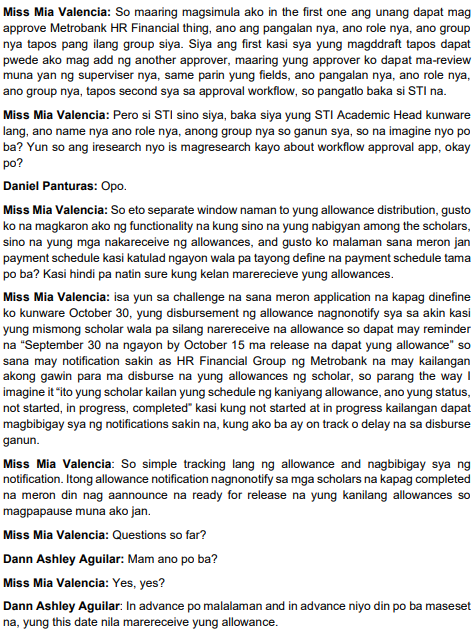 Miss Mia Valencia: So maaring magsimula ako in the first one ang unang dapat mag
approve Metrobank HR Financial thing, ano ang pangalan nya, ano role nya, ano group
nya tapos pang ilang group siya. Siya ang first kasi sya yung magddraft tapos dapat
pwede ako mag add ng another approver, maaring yung approver ko dapat ma-review
muna yan ng superviser nya, same parin yung fields, ano pangalan nya, ano role nya,
ano group nya, tapos second sya sa approval workflow, so pangatlo baka si STI na.
Miss Mia Valencia: Pero si STI sino siya, baka siya yung STI Academic Head kunware
lang, ano name nya ano role nya, anong group nya so ganun sya, so na imagine nyo po
ba? Yun so ang iresearch nyo is magresearch kayo about workflow approval app, okay
po?
Daniel Panturas: Opo.
Miss Mia Valencia: So eto separate window naman to yung allowance distribution, gusto
ko na magkaron ako ng functionality na kung sino na yung nabigyan among the scholars,
sino na yung mga nakareceive ng allowances, and gusto ko malaman sana meron jan
payment schedule kasi katulad ngayon wala pa tayong define na payment schedule tama
po ba? Kasi hindi pa natin sure kung kelan marerecieve yung allowances.
Miss Mia Valencia: isa yun sa challenge na sana meron application na kapag dinefine
ko kunware October 30, yung disbursement ng allowance nagnonotify sya sa akin kasi
yung mismong scholar wala pa silang narereceive na allowance so dapat may reminder
na “September 30 na ngayon by October 15 ma release na dapat yung allowance” so
sana may notification sakin as HR Financial Group ng Metrobank na may kailangan
akong gawin para ma disburse na yung allowances ng scholar, so parang the way I
imagine it “ito yung scholar kailan yung schedule ng kaniyang allowance, ano yung status,
not started, in progress, completed” kasi kung not started at in progress kailangan dapat
magbibigay sya ng notifications sakin na, kung ako ba ay on track o delay na sa disburse
ganun.
Miss Mia Valencia: So simple tracking lang ng allowance and nagbibigay sya ng
notification. Itong allowance notification nagnonotify sa mga scholars na kapag completed
na meron din nag aannounce na ready for release na yung kanilang allowances so
magpapause muna ako jan.
Miss Mia Valencia: Questions so far?
Dann Ashley Aguilar: Mam ano po ba?
Miss Mia Valencia: Yes, yes?
Dann Ashley Aguilar: In advance po malalaman and in advance niyo din po ba maseset
na, yung this date nila marereceive yung allowance.